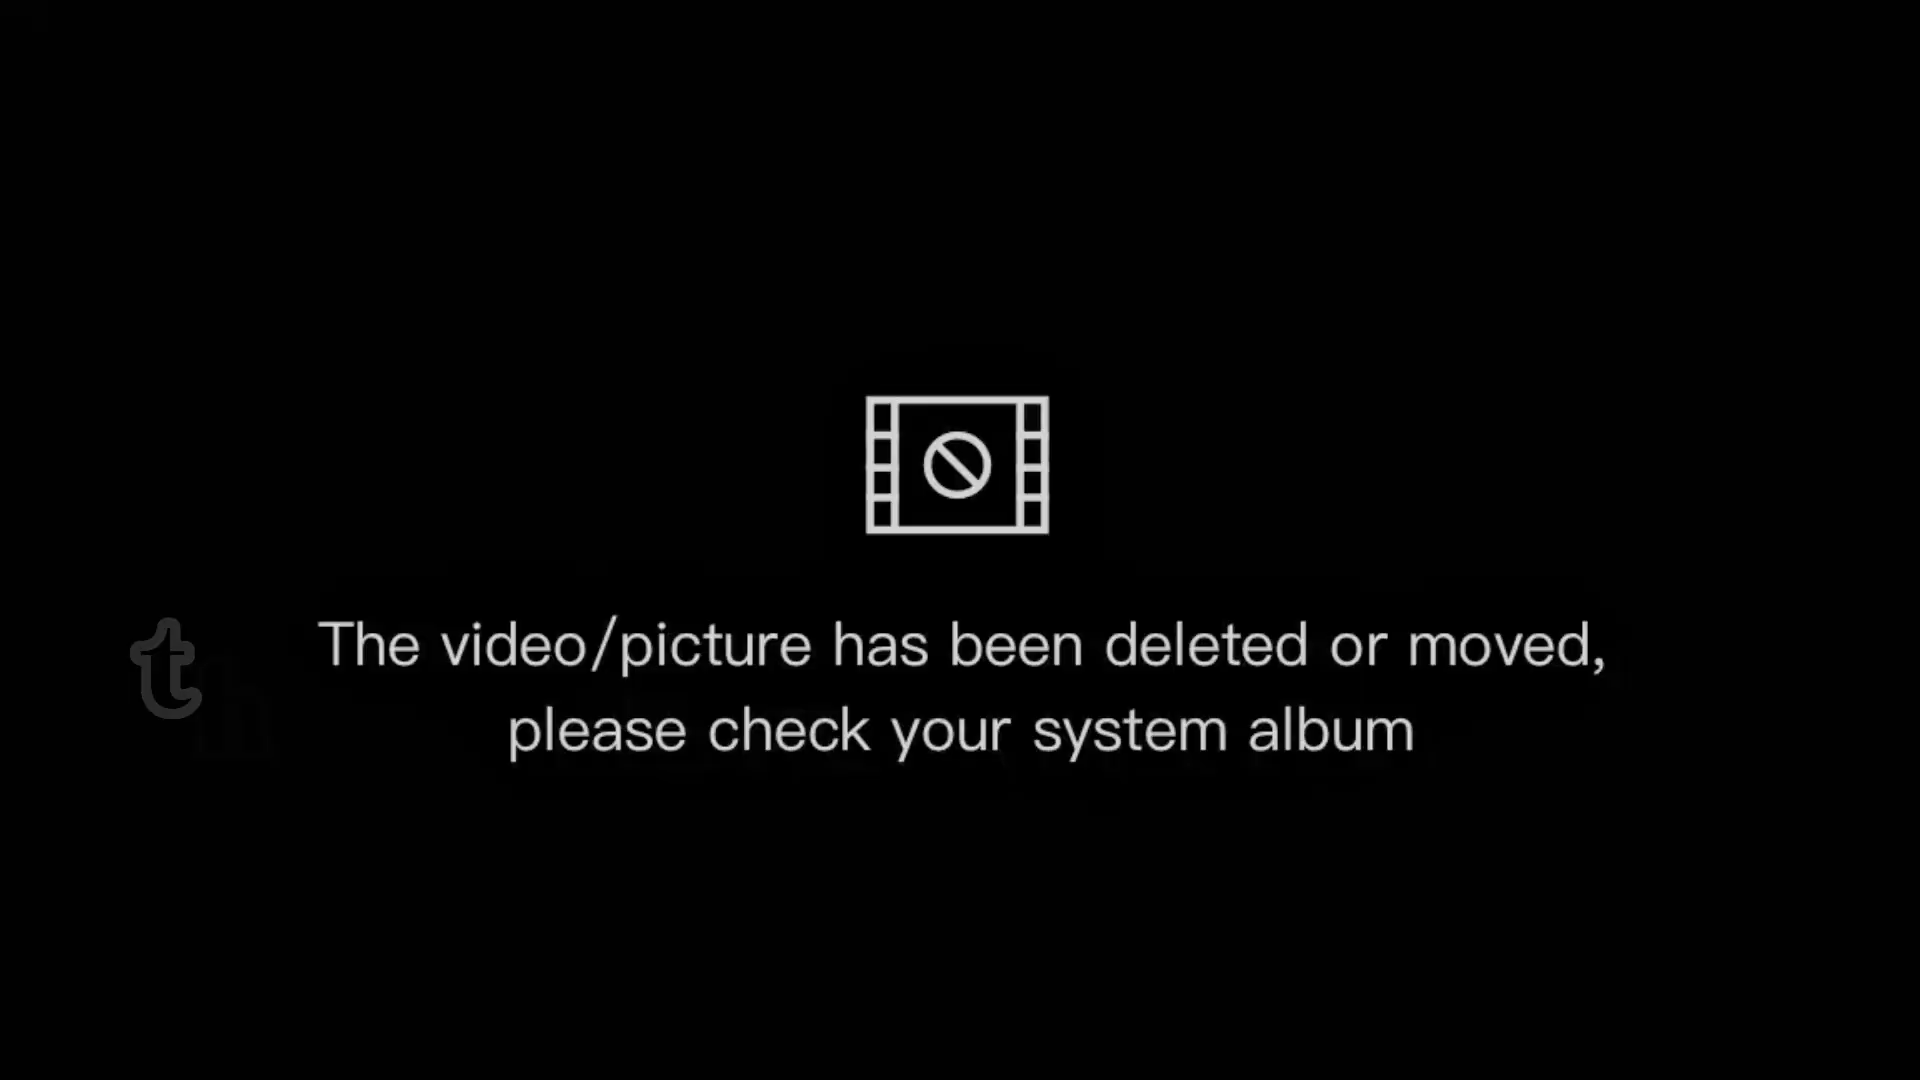 The video/picture has been deleted or moved,
please check your system album
t